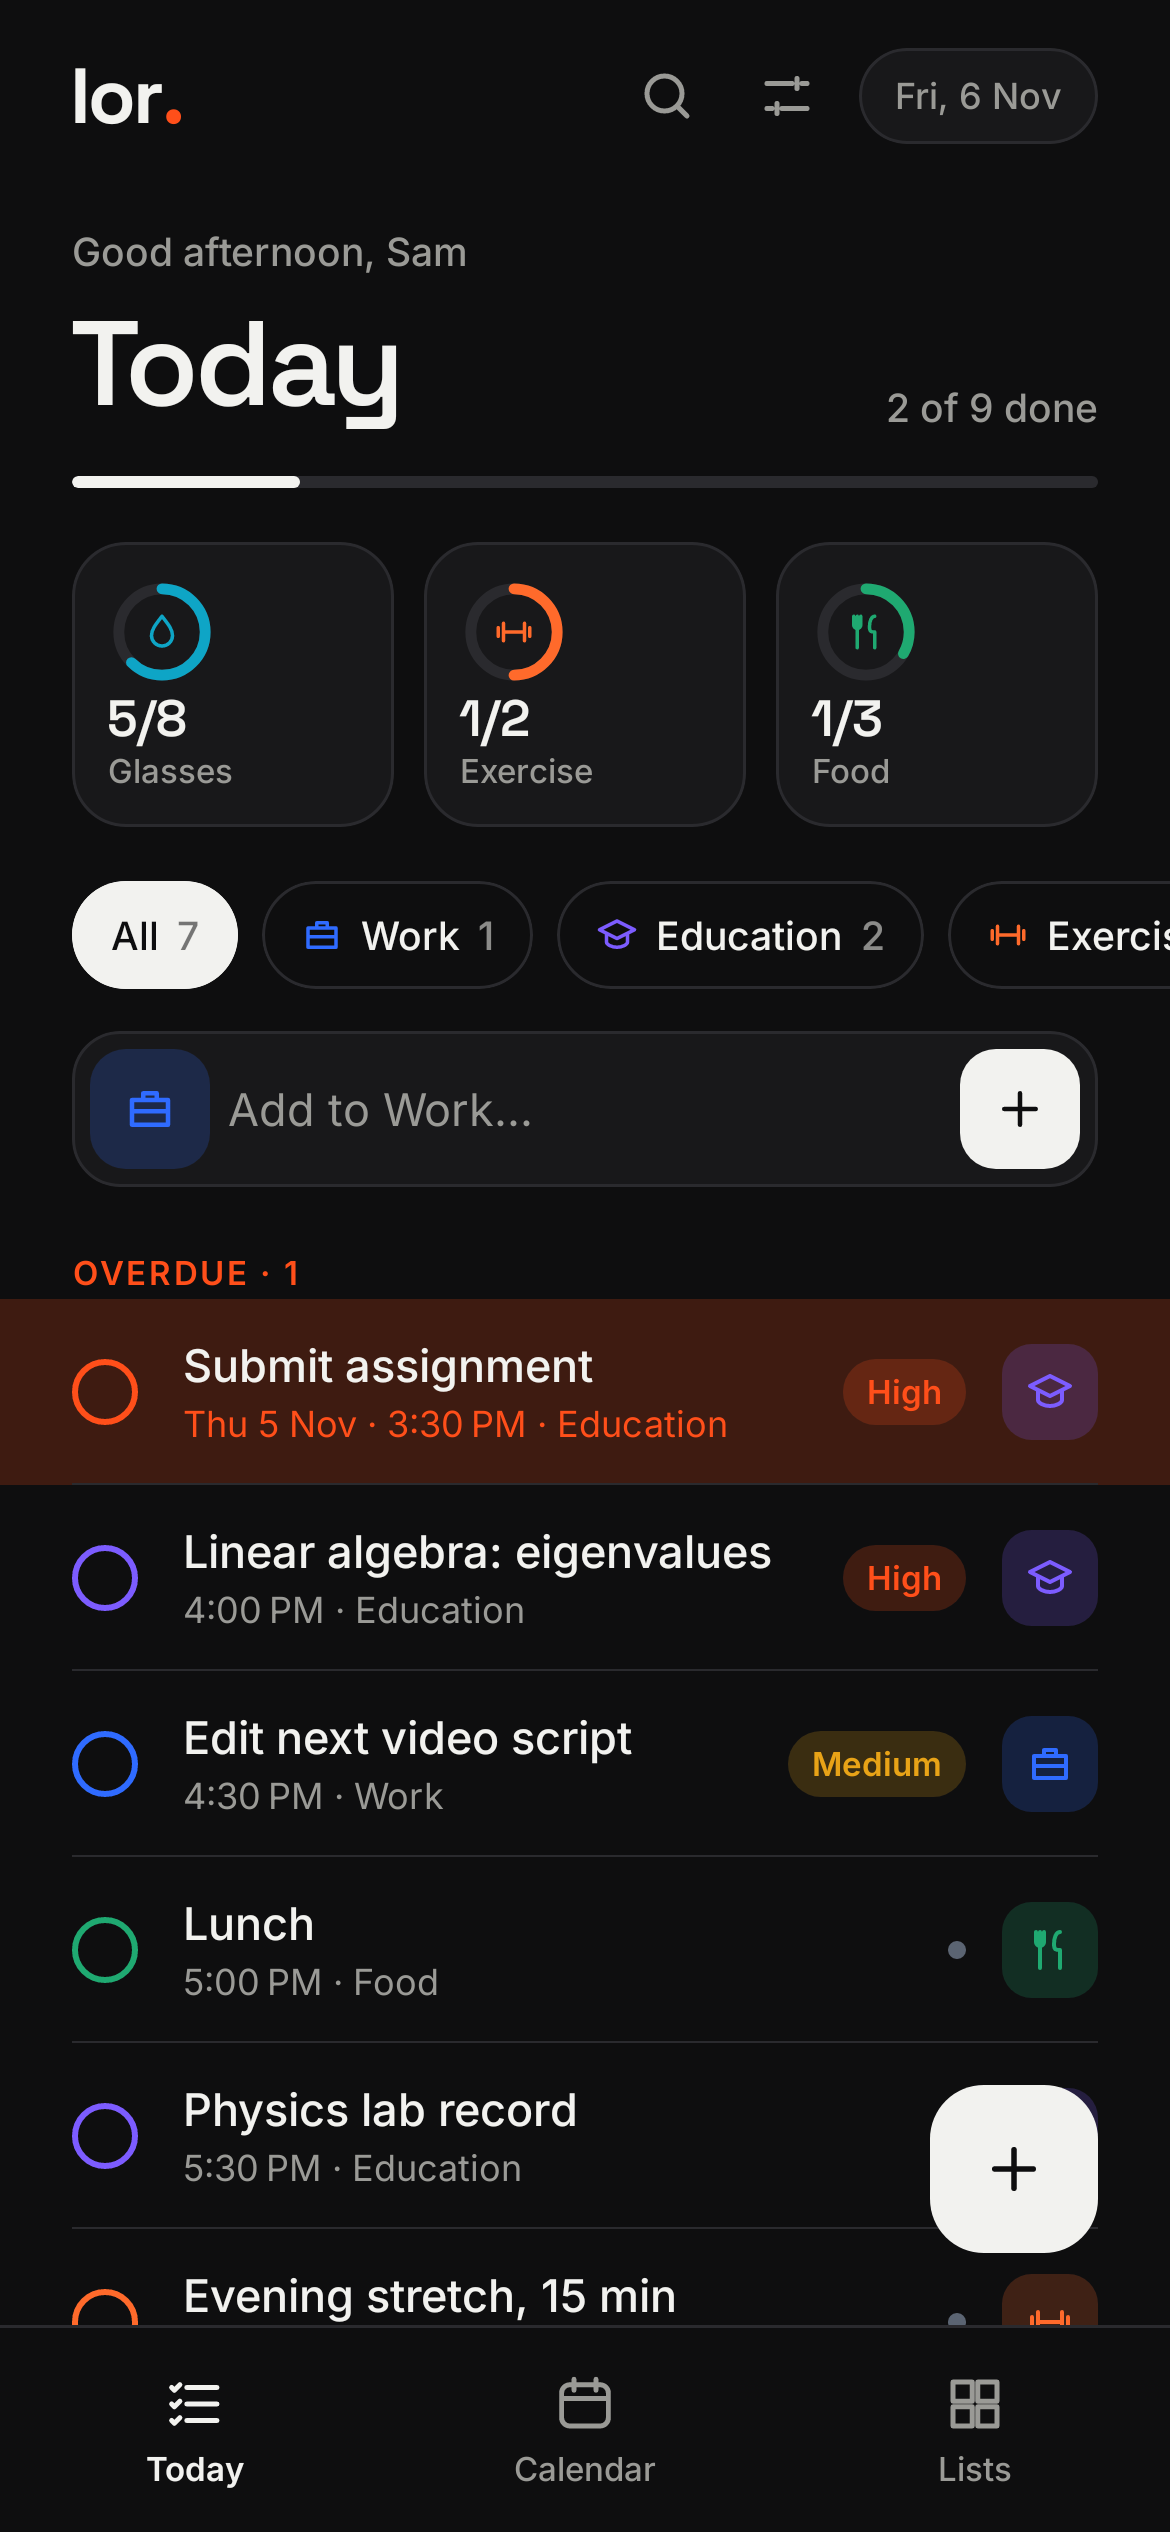 lor.
Fri, 6 Nov
Good afternoon, Sam
Today
2 of 9 done
5/8
Glasses
1/2
Exercise
1/3
Food
All 7
Work 1
Education 2
Exercis
Add to Work...
OVERDUE · 1
Submit assignment
High
Thu 5 Nov · 3:30 PM · Education
Linear algebra: eigenvalues
High
4:00 PM · Education
Edit next video script
Medium
4:30 PM · Work
Lunch
5:00 PM · Food
Physics lab record
5:30 PM · Education
Evening stretch, 15 min
Today
Calendar
Lists